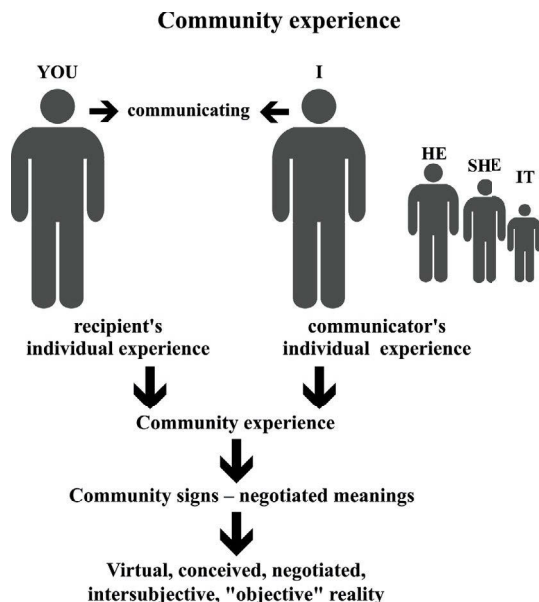 Community experience
YOU
I
communicating
HE
SHE
IT
recipient's
individual experience
communicator's
individual experience
Community experience
Community signs – negotiated meanings
Virtual, conceived, negotiated,
intersubjective, "objective" reality